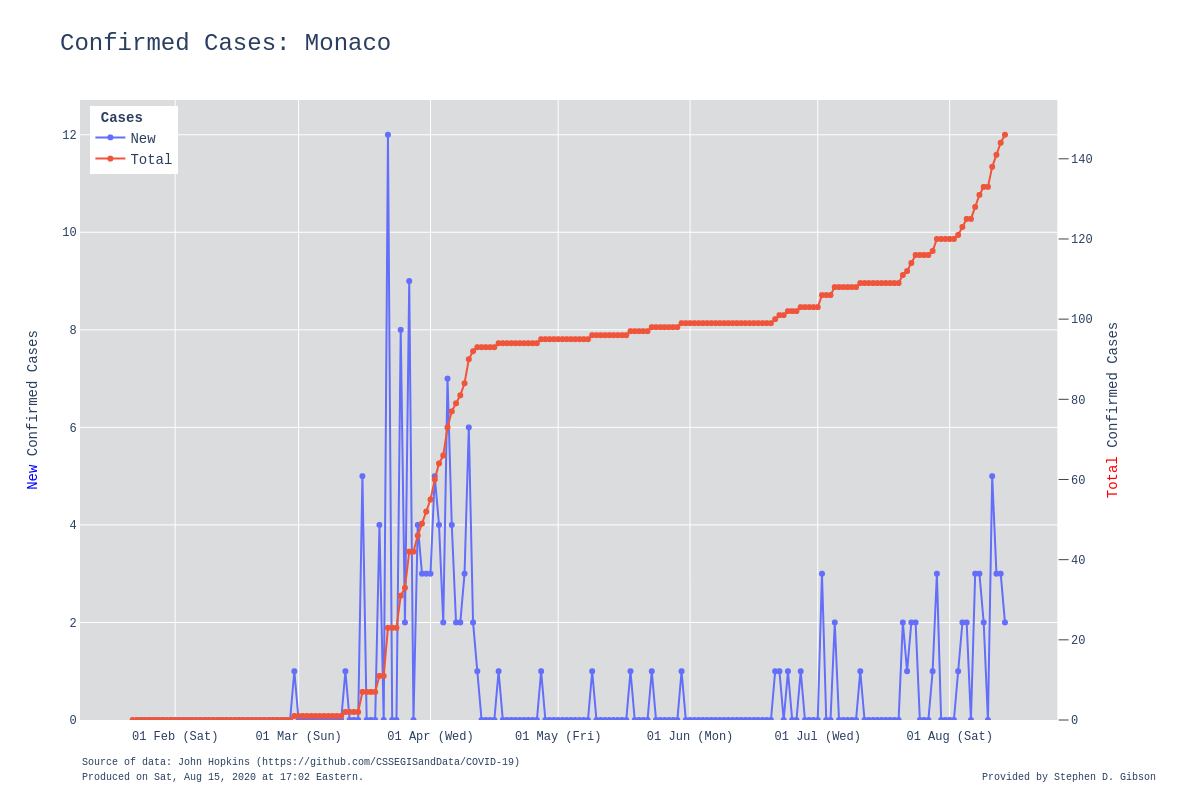 Confirmed Cases: Monaco
Cases
New
Total
12
10
8
6
4
2
0
140
120
100
80
60
40
20
0
New Confirmed Cases
Total Confirmed Cases
01 Feb (Sat)
01 Mar (Sun)
01 Apr (Wed)
01 May (Fri)
01 Jun (Mon)
01 Jul (Wed)
01 Aug (Sat)
Source of data: John Hopkins (https://github.com/CSSEGISandData/COVID-19)
Produced on Sat, Aug 15, 2020 at 17:02 Eastern.
Provided by Stephen D. Gibson